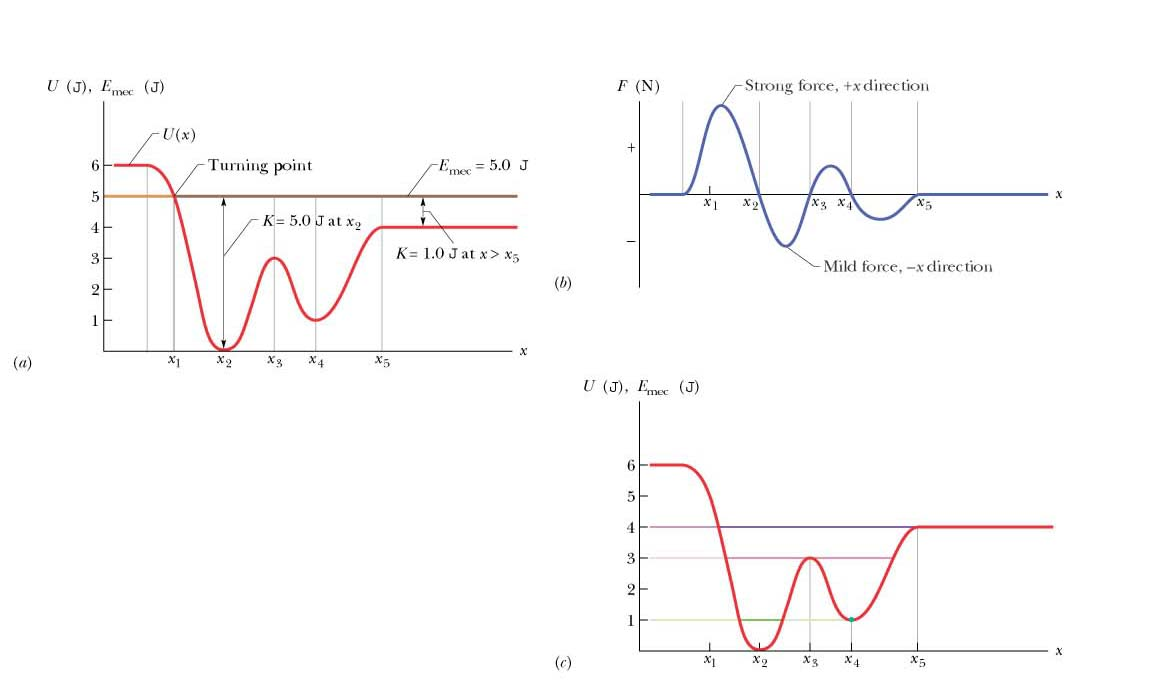 U (J), Emec (J)
U(x)
6
Turning point
Emec = 5.0 J
5
4
K= 5.0 J at x2
K= 1.0 J at x> x5
3
2
1
x
x1 x2 x3 x4 x5
(a)
F (N)
Strong force, +x direction
+
x
x1 x2 x3 x4 x5
–
Mild force, –x direction
(b)
U (J), Emec (J)
6
5
4
3
2
1
x
x1 x2 x3 x4 x5
(c)